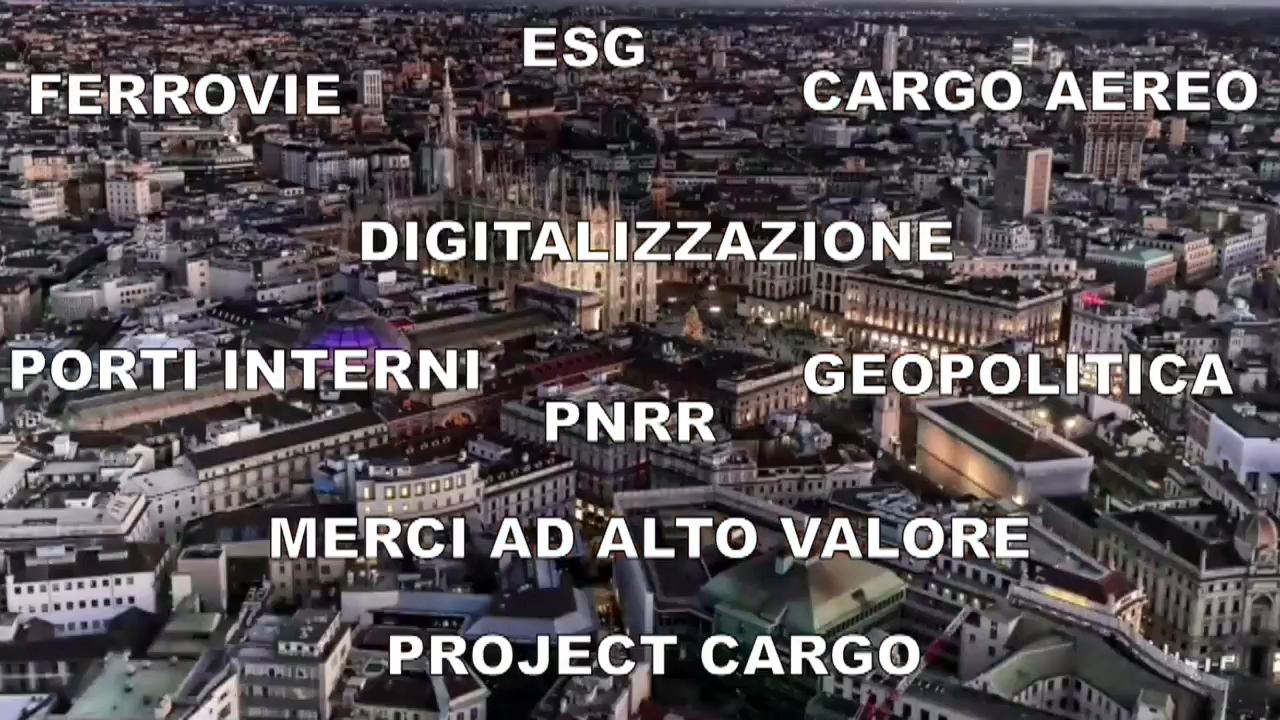 ESG
FERROVIE
CARGO AEREO
DIGITALIZZAZIONE
PORTI INTERNI
GEOPOLITICA
PNRR
MERCI AD ALTO VALORE
PROJECT CARGO